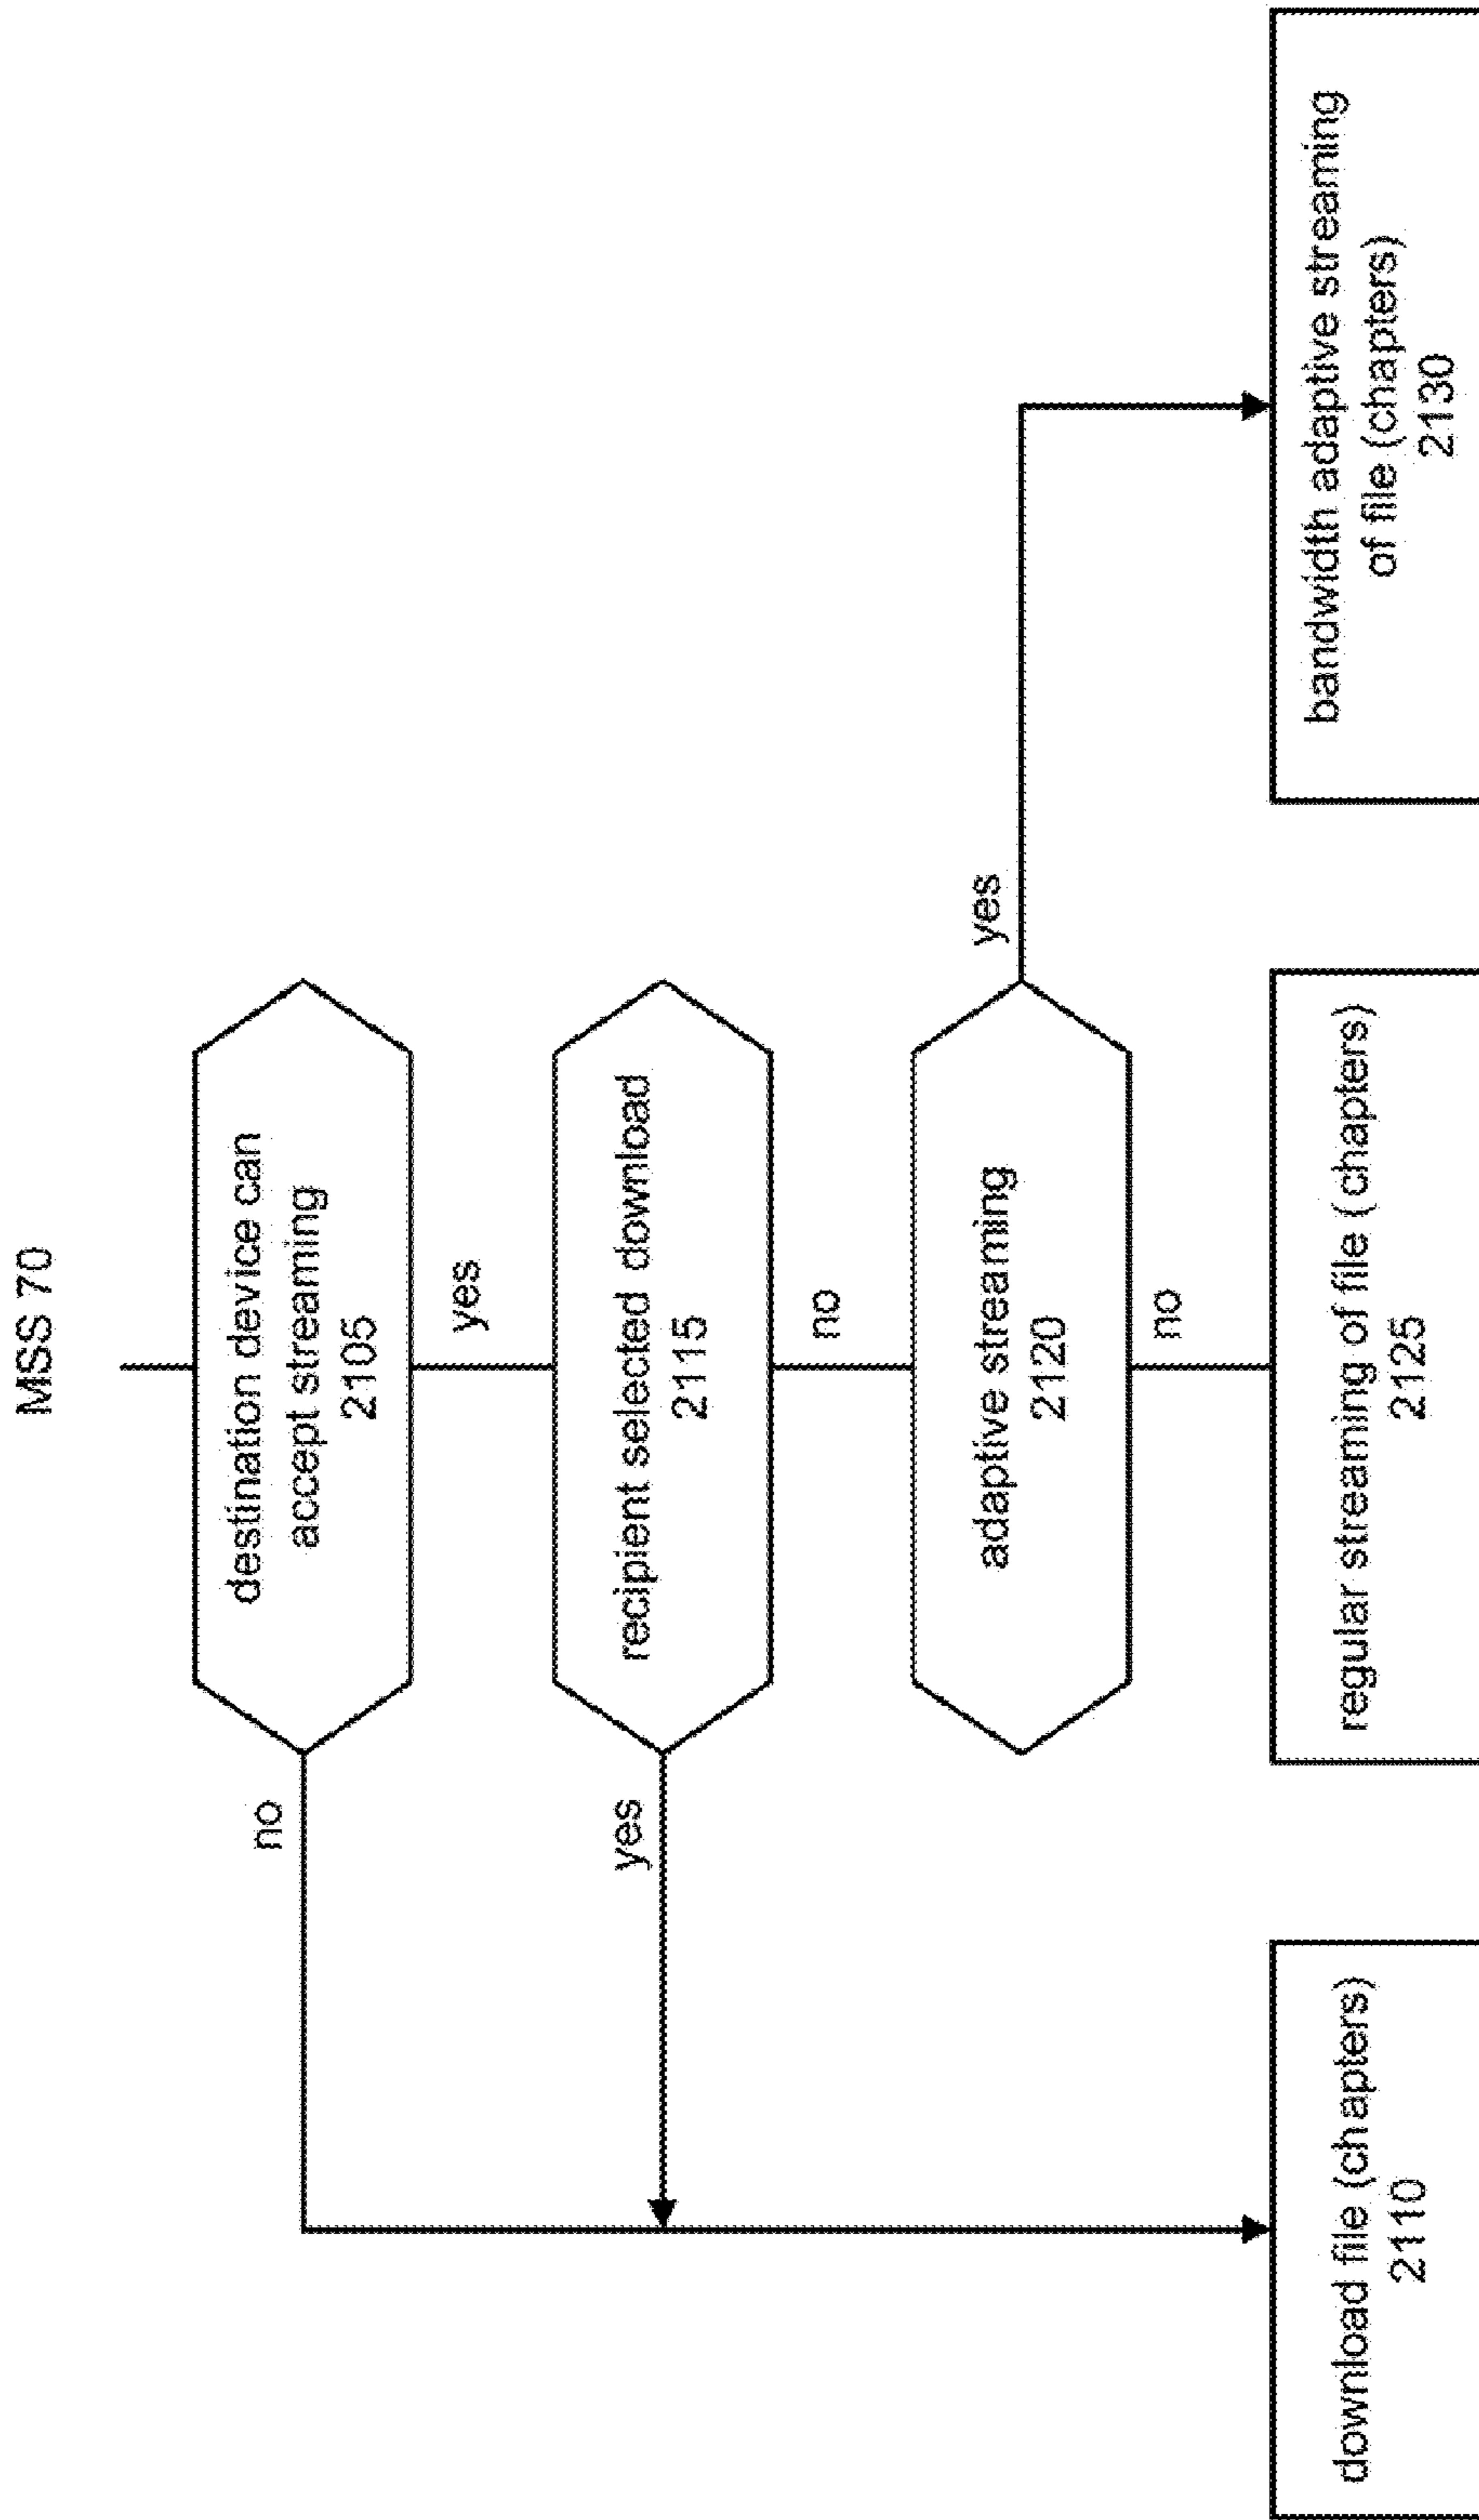 MSS 70
destination device can
accept streaming
2105
no
yes
recipient selected download
2115
yes
no
adaptive streaming
2120
yes
no
download file (chapters)
2110
regular streaming of file (chapters)
2125
bandwidth adaptive streaming
of file (chapters)
2130